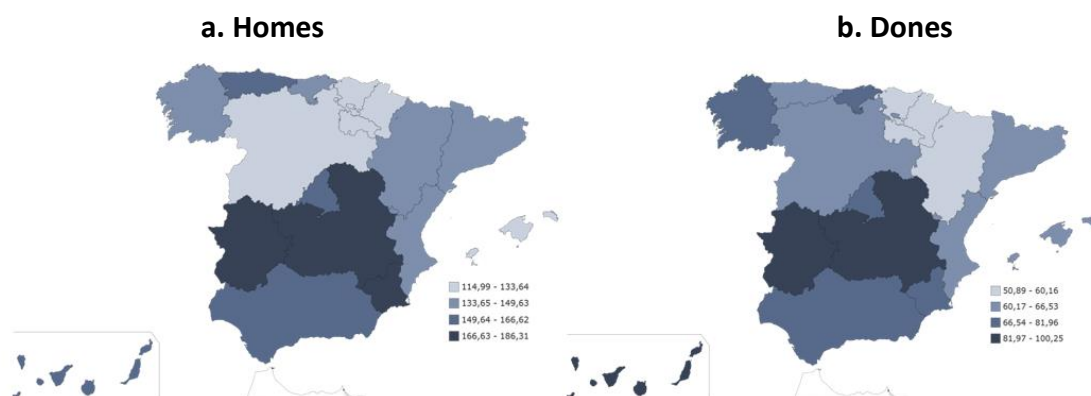 a. Homes
b. Dones
114,99 - 133,64
133,65 - 149,63
149,64 - 166,62
166,63 - 186,31
50,89 - 60,16
60,17 - 66,53
66,54 - 81,96
81,97 - 100,25